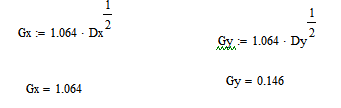 Gx := 1.064 · Dx^(1/2)
Gy := 1.064 · Dy^(1/2)
Gx = 1.064
Gy = 0.146